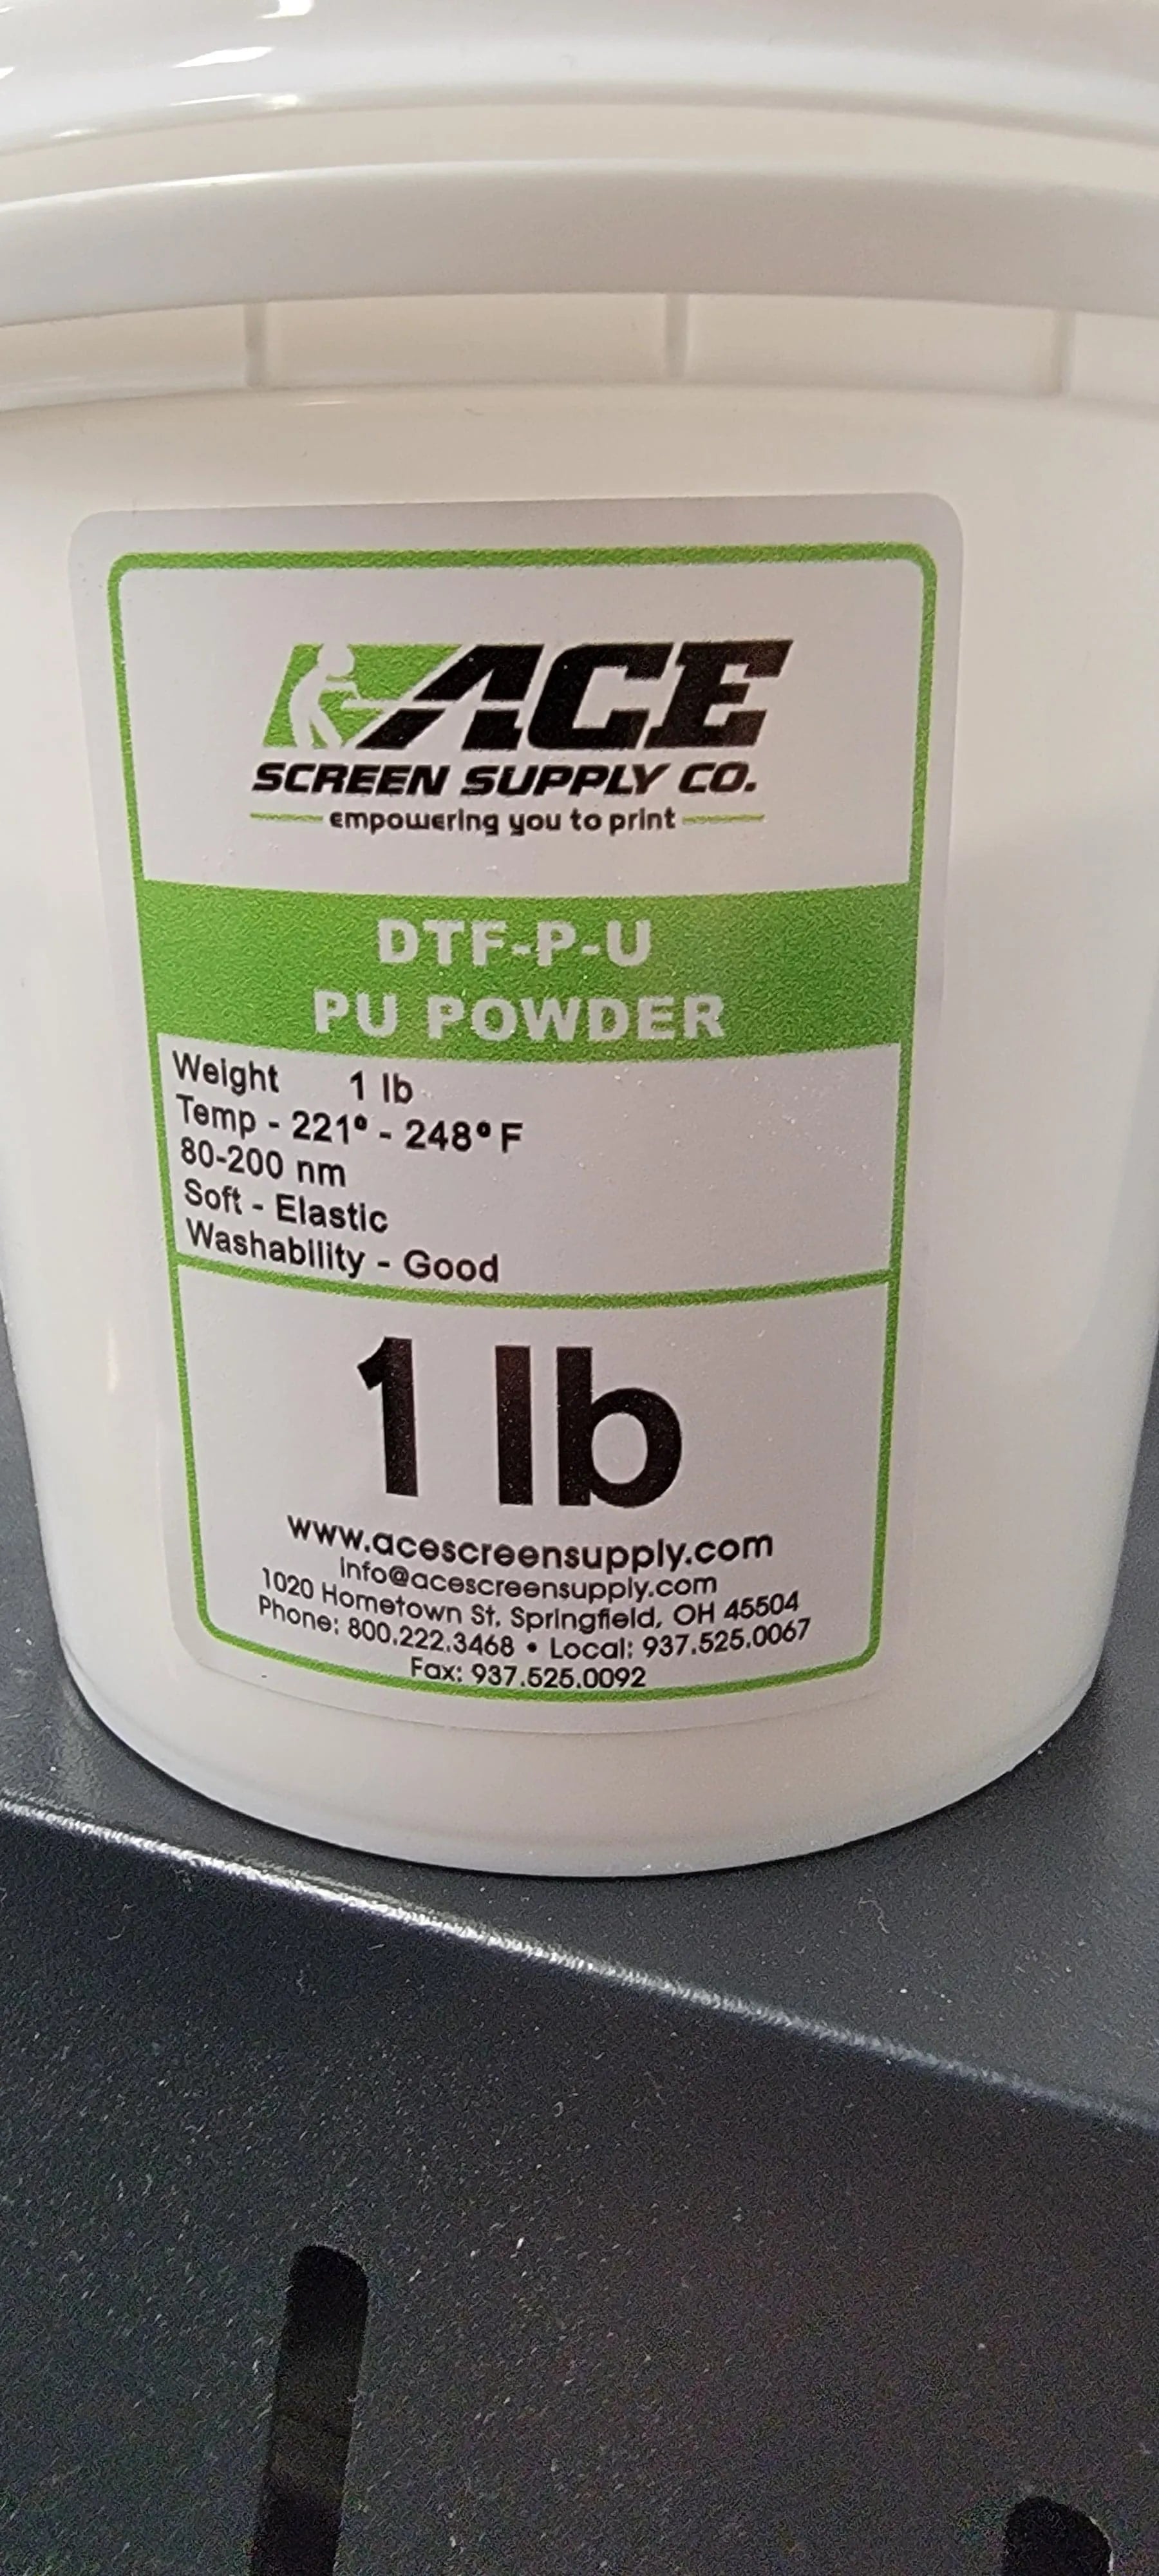 ACE
SCREEN SUPPLY CO.
empowering you to print
DTF-P-U
PU POWDER
Weight 1 lb
Temp - 221° - 248° F
80-200 nm
Soft - Elastic
Washability - Good
1 lb
www.acescreensupply.com
info@acescreensupply.com
1020 Hometown St. Springfield, OH 45504
Phone: 800.222.3468 • Local: 937.525.0067
Fax: 937.525.0092